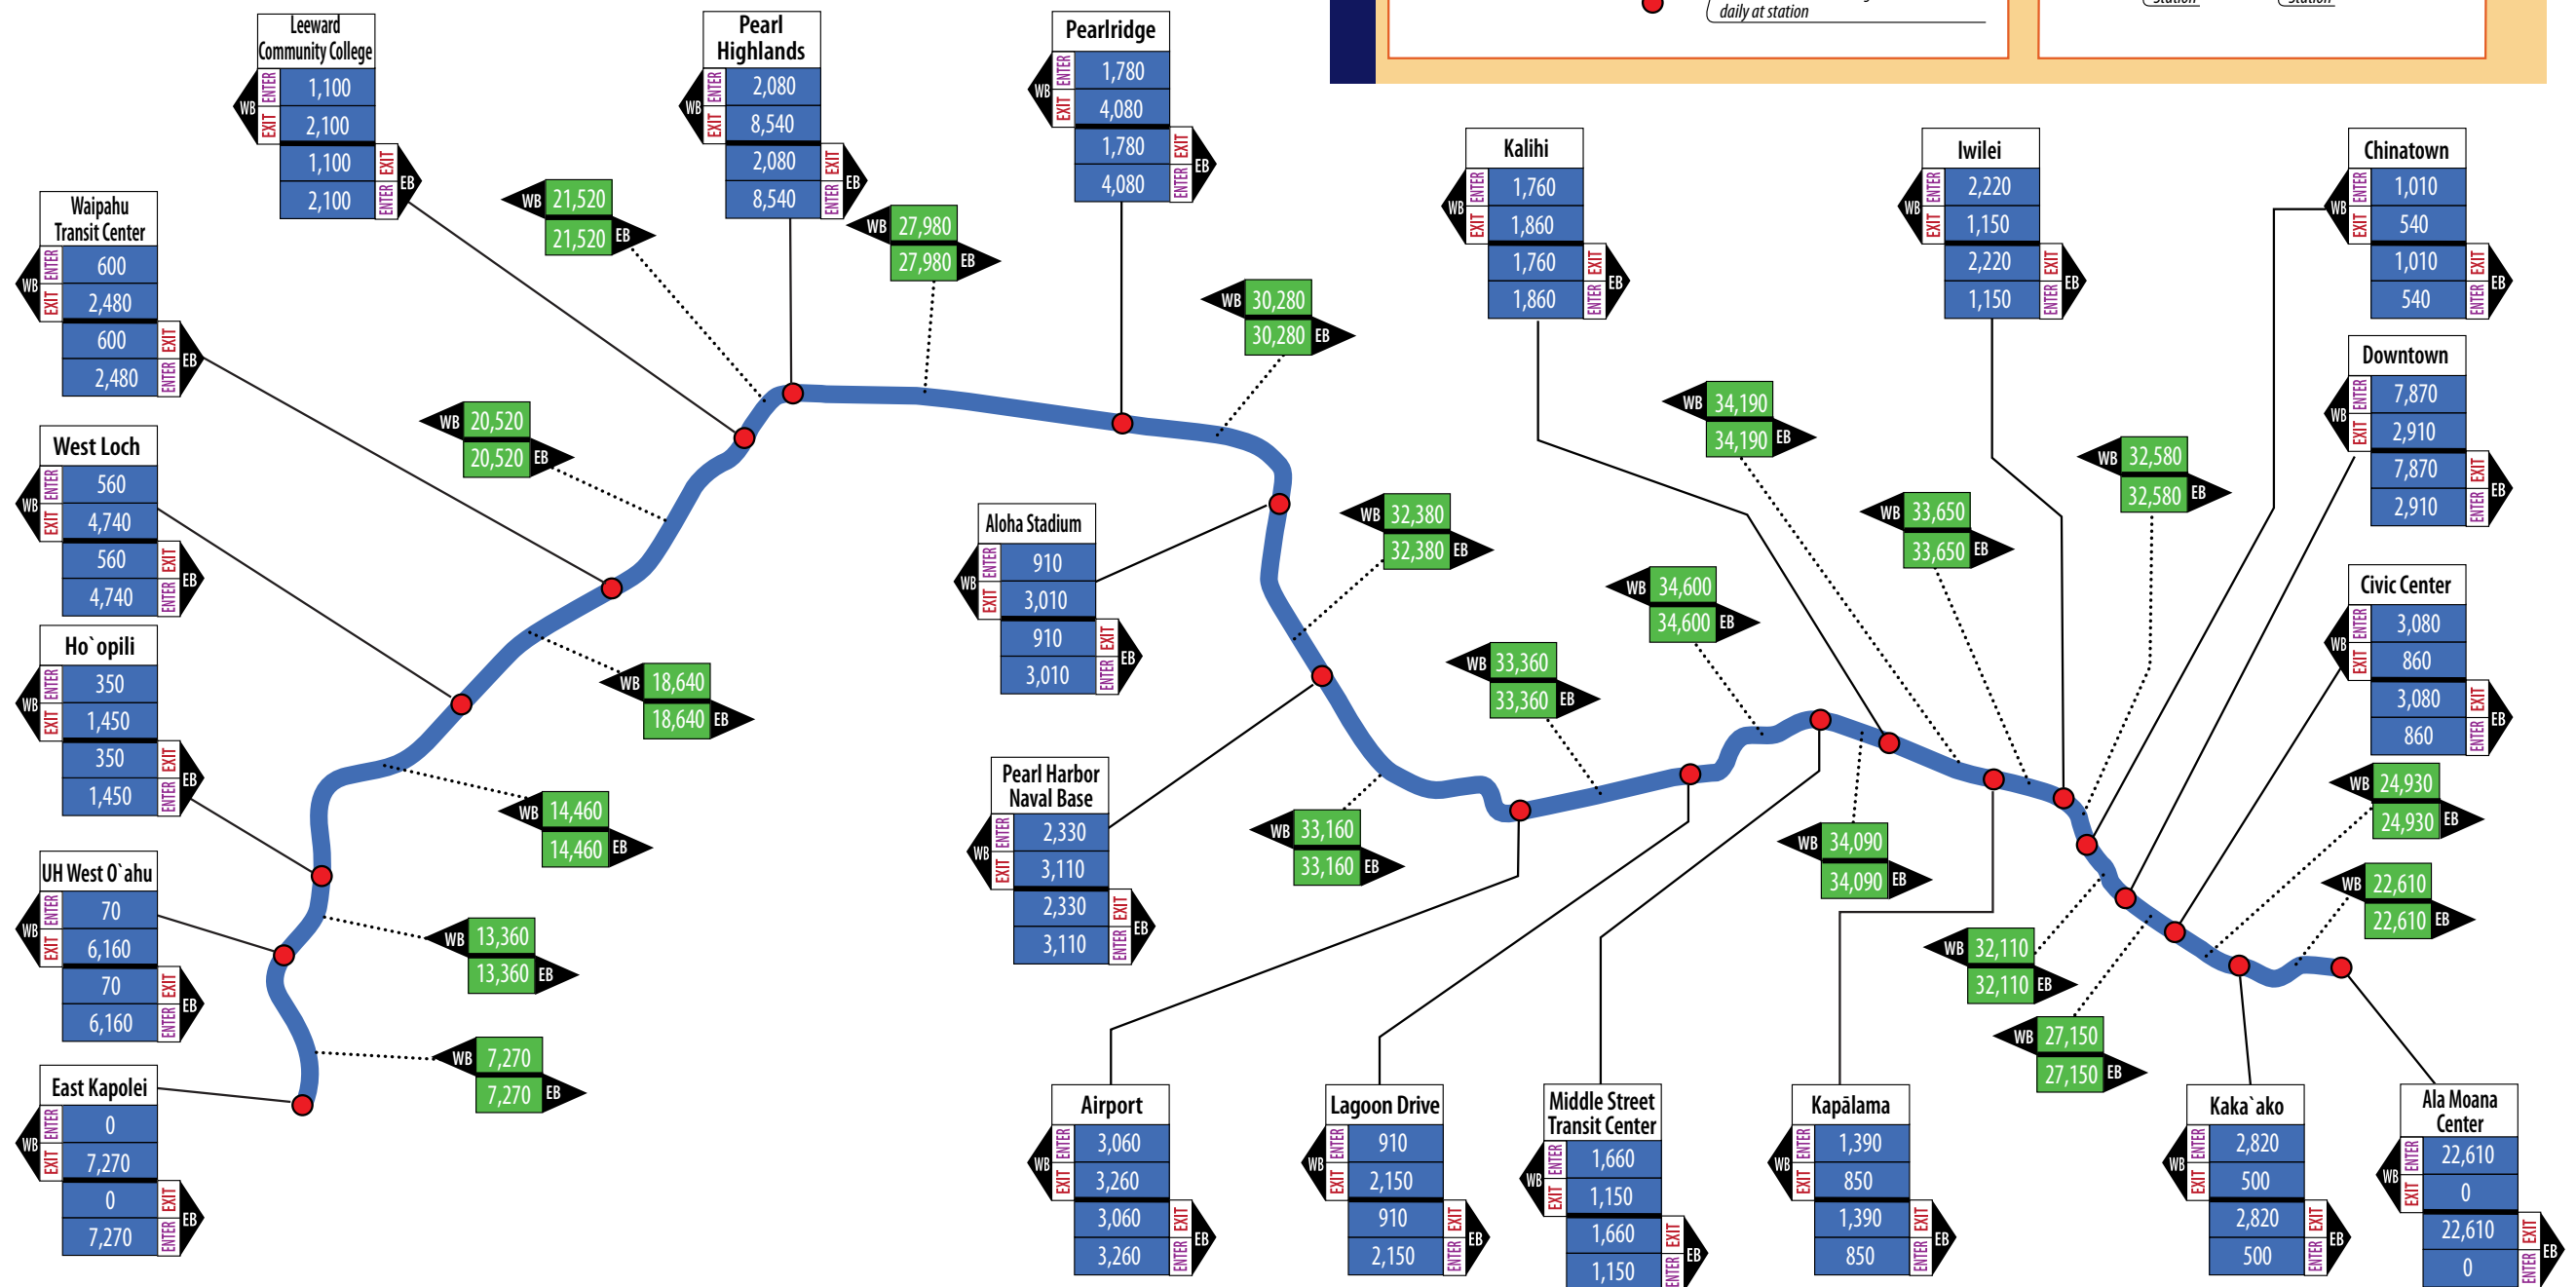 daily at station
Station
Station
Leeward
Community College
WB
ENTER
1,100
EXIT
2,100
1,100
EXIT
EB
2,100
ENTER
Pearl
Highlands
WB
ENTER
2,080
EXIT
8,540
2,080
EXIT
EB
8,540
ENTER
Pearlridge
WB
ENTER
1,780
EXIT
4,080
1,780
EXIT
EB
4,080
ENTER
Kalihi
WB
ENTER
1,760
EXIT
1,860
1,760
EXIT
EB
1,860
ENTER
Iwilei
WB
ENTER
2,220
EXIT
1,150
2,220
EXIT
EB
1,150
ENTER
Chinatown
WB
ENTER
1,010
EXIT
540
1,010
EXIT
EB
540
ENTER
Waipahu
Transit Center
WB
ENTER
600
EXIT
2,480
600
EXIT
EB
2,480
ENTER
WB 21,520
21,520 EB
WB 27,980
27,980 EB
WB 30,280
30,280 EB
Downtown
WB
ENTER
7,870
EXIT
2,910
7,870
EXIT
EB
2,910
ENTER
WB 34,190
34,190 EB
WB 20,520
20,520 EB
West Loch
WB
ENTER
560
EXIT
4,740
560
EXIT
EB
4,740
ENTER
WB 32,580
32,580 EB
WB 32,380
32,380 EB
WB 33,650
33,650 EB
Aloha Stadium
WB
ENTER
910
EXIT
3,010
910
EXIT
EB
3,010
ENTER
WB 34,600
34,600 EB
Civic Center
WB
ENTER
3,080
EXIT
860
3,080
EXIT
EB
860
ENTER
Ho`opili
WB
ENTER
350
EXIT
1,450
350
EXIT
EB
1,450
ENTER
WB 18,640
18,640 EB
WB 33,360
33,360 EB
Pearl Harbor
Naval Base
WB
ENTER
2,330
EXIT
3,110
2,330
EXIT
EB
3,110
ENTER
WB 24,930
24,930 EB
WB 14,460
14,460 EB
WB 33,160
33,160 EB
WB 34,090
34,090 EB
UH West O`ahu
WB
ENTER
70
EXIT
6,160
70
EXIT
EB
6,160
ENTER
WB 22,610
22,610 EB
WB 13,360
13,360 EB
WB 32,110
32,110 EB
WB 27,150
27,150 EB
WB 7,270
7,270 EB
East Kapolei
WB
ENTER
0
EXIT
7,270
0
EXIT
EB
7,270
ENTER
Airport
WB
ENTER
3,060
EXIT
3,260
3,060
EXIT
EB
3,260
ENTER
Lagoon Drive
WB
ENTER
910
EXIT
2,150
910
EXIT
EB
2,150
ENTER
Middle Street
Transit Center
WB
ENTER
1,660
EXIT
1,150
1,660
EXIT
EB
1,150
ENTER
Kapālama
WB
ENTER
1,390
EXIT
850
1,390
EXIT
EB
850
ENTER
Kaka`ako
WB
ENTER
2,820
EXIT
500
2,820
EXIT
EB
500
ENTER
Ala Moana
Center
WB
ENTER
22,610
EXIT
0
22,610
EXIT
EB
0
ENTER